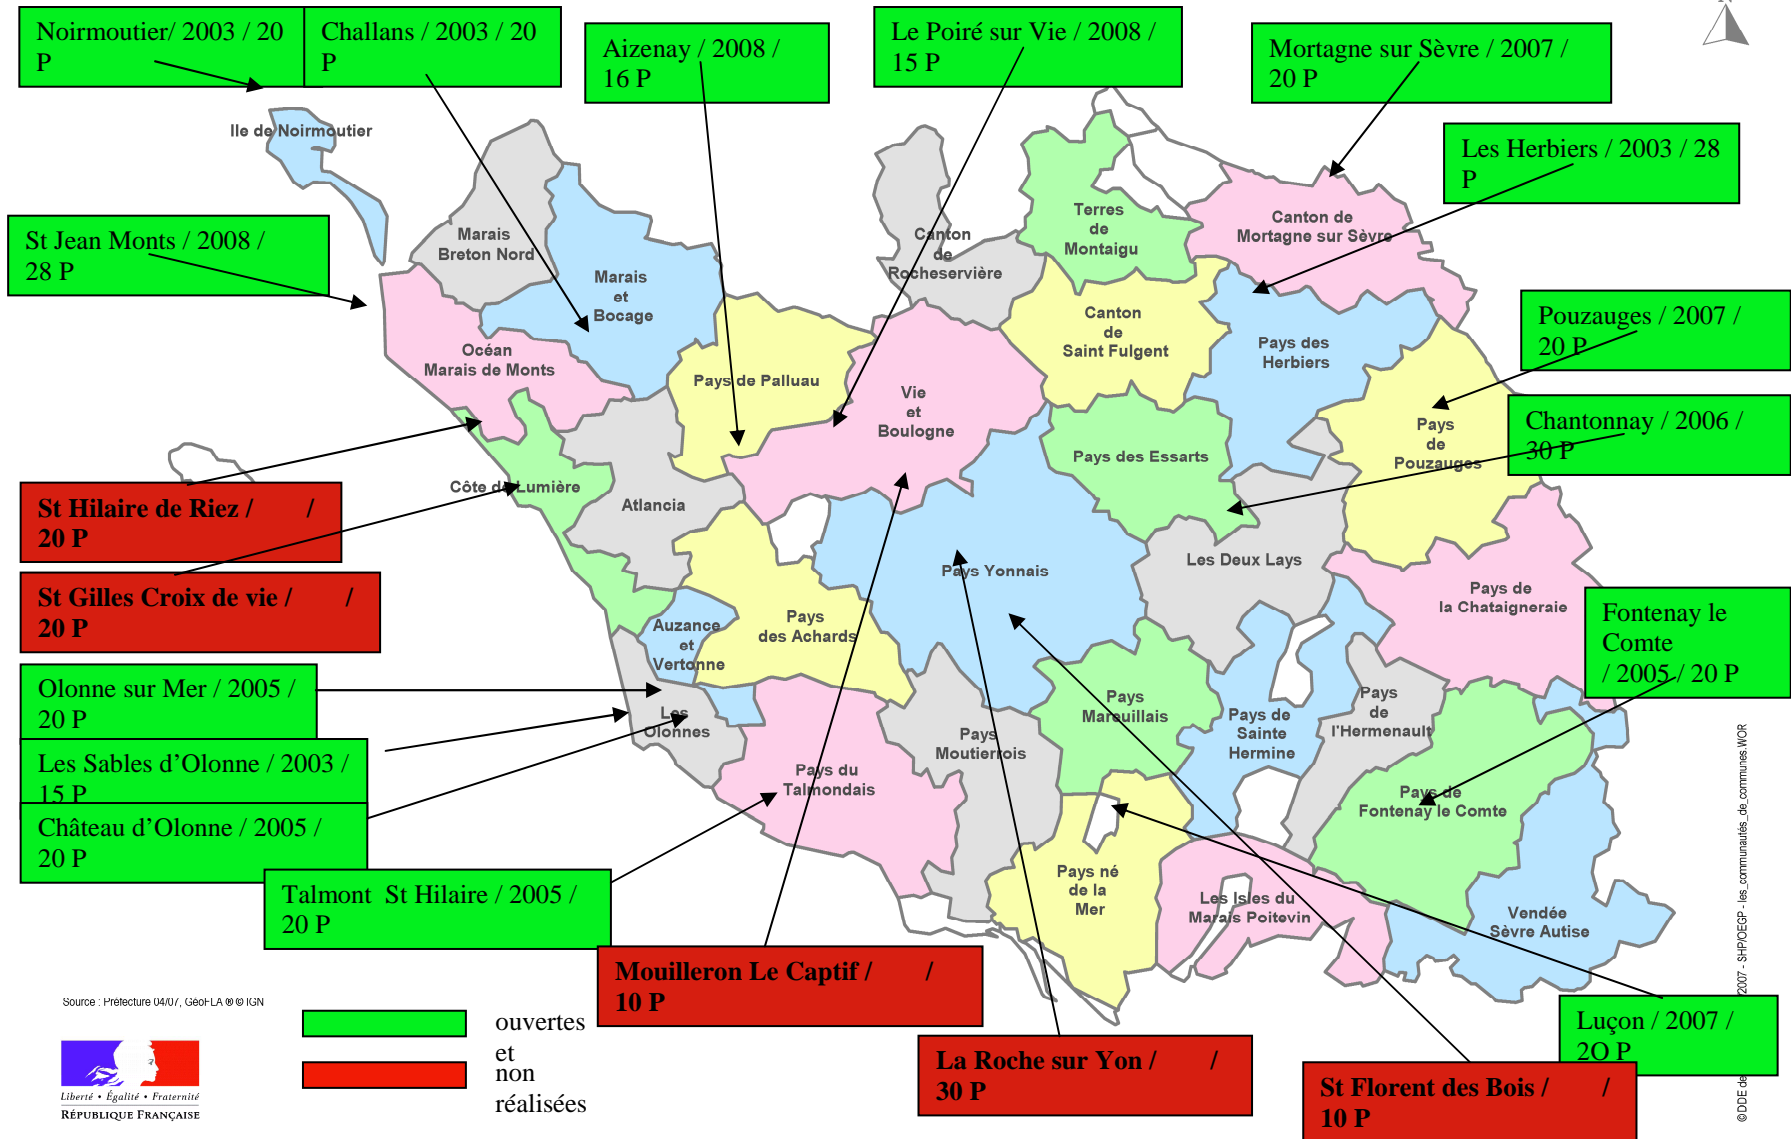 N
Noirmoutier/ 2003 / 20
P
Challans / 2003 / 20
P
Aizenay / 2008 /
16 P
Le Poiré sur Vie / 2008 /
15 P
Mortagne sur Sèvre / 2007 /
20 P
Les Herbiers / 2003 / 28
P
St Jean Monts / 2008 /
28 P
Pouzauges / 2007 /
20 P
Chantonnay / 2006 /
30 P
St Hilaire de Riez / /
20 P
St Gilles Croix de vie / /
20 P
Fontenay le
Comte
/ 2005 / 20 P
Olonne sur Mer / 2005 /
20 P
Les Sables d’Olonne / 2003 /
15 P
Château d’Olonne / 2005 /
20 P
Talmont St Hilaire / 2005 /
20 P
Mouilleron Le Captif / /
10 P
La Roche sur Yon / /
30 P
St Florent des Bois / /
10 P
Luçon / 2007 /
2O P
Ile de Noirmoutier
Marais
Breton Nord
Marais
et
Bocage
Océan
Marais de Monts
Pays de Palluau
Canton
de
Rocheservière
Terres
de
Montaigu
Canton de
Mortagne sur Sèvre
Canton
de
Saint Fulgent
Pays des
Herbiers
Vie
et
Boulogne
Pays
de
Pouzauges
Pays des Essarts
Côte de Lumière
Atlancia
Pays Yonnais
Les Deux Lays
Pays de
la Chataigneraie
Auzance
et
Vertonne
Pays
des Achards
Les
Olonnes
Pays du
Talmondais
Pays
Moutierrois
Pays
Mareuillais
Pays de
Sainte
Hermine
Pays
de
l'Hermenault
Pays de
Fontenay le Comte
Pays né
de la
Mer
Les Isles du
Marais Poitevin
Vendée
Sèvre Autise
Source : Préfecture 04/07, GéoFLA ® © IGN
Liberté • Égalité • Fraternité
RÉPUBLIQUE FRANÇAISE
ouvertes
et
non
réalisées
©DDE de
/2007 - SHP/OEGP - les_communautés_de_communes.WOR